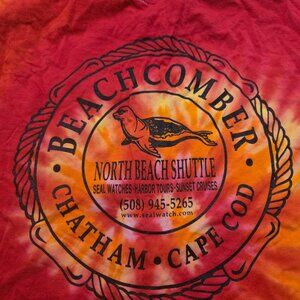 BEACHCOMBER
NORTH BEACH SHUTTLE
SEAL WATCHES·HARBOR TOURS·SUNSET CRUISES
(508) 945-5265
www.sealwatch.com
• CHATHAM • CAPE COD •